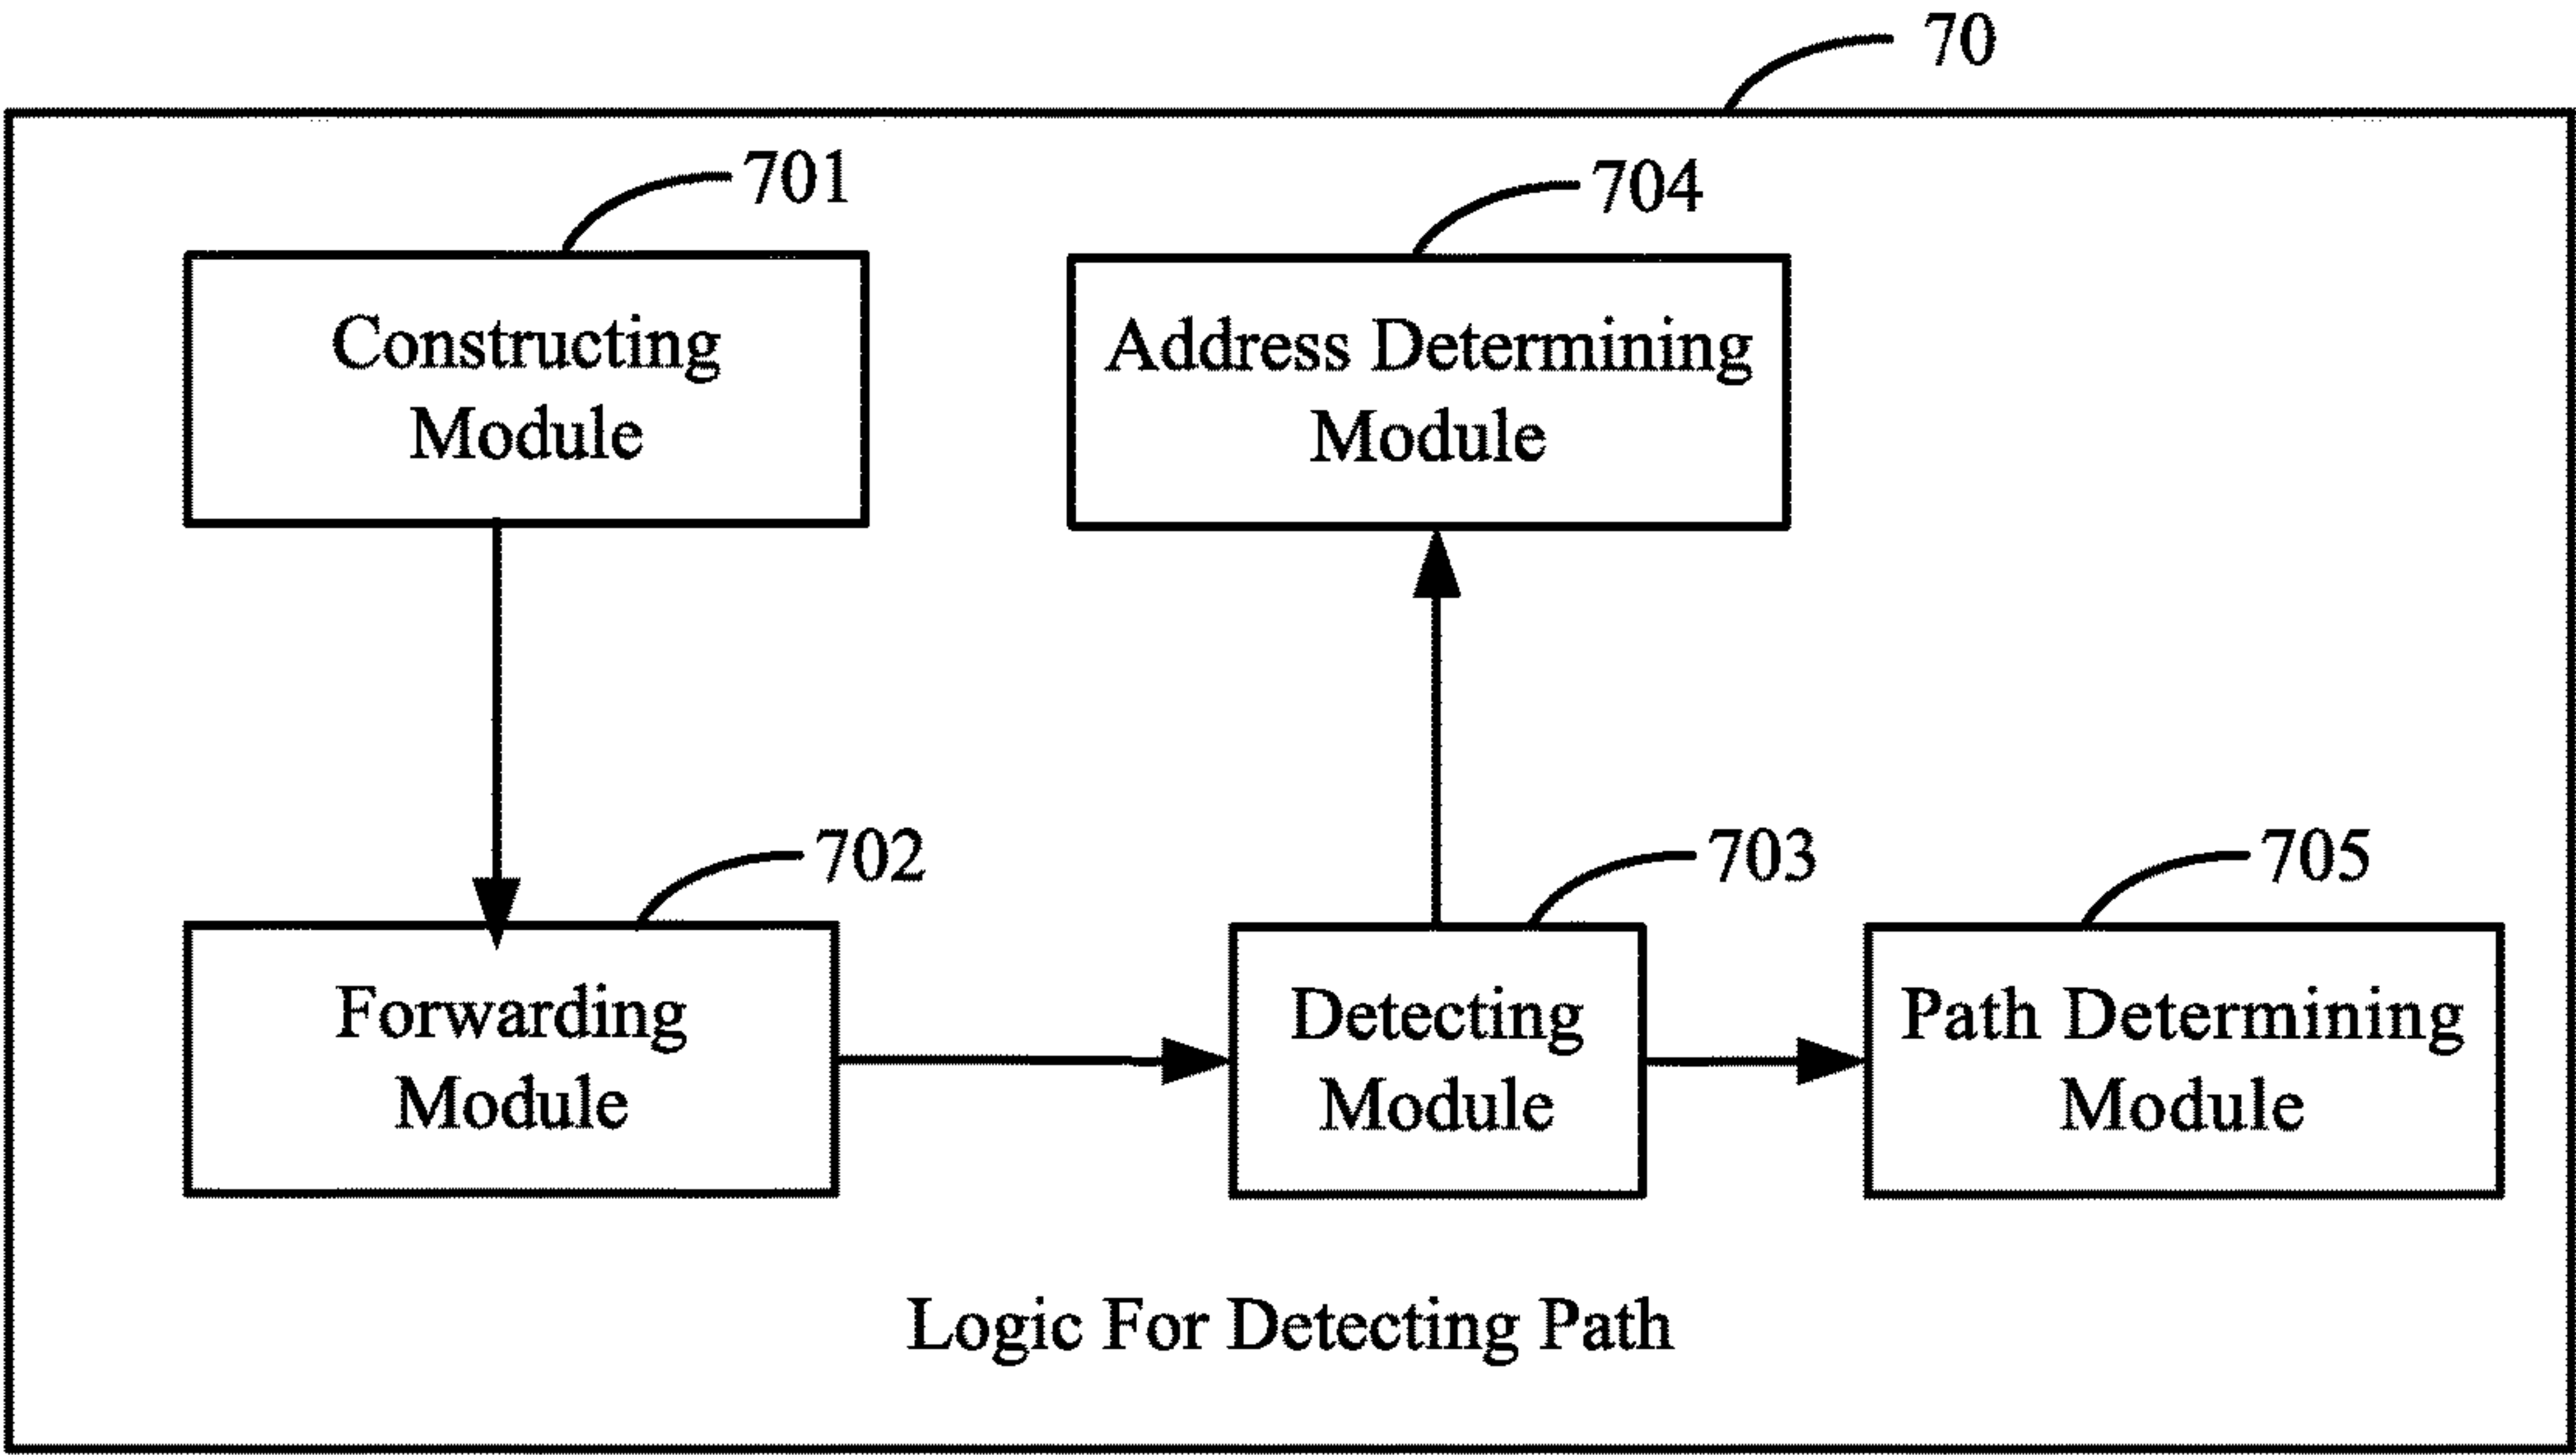 70
701
704
Constructing
Module
Address Determining
Module
702
703
705
Forwarding
Module
Detecting
Module
Path Determining
Module
Logic For Detecting Path